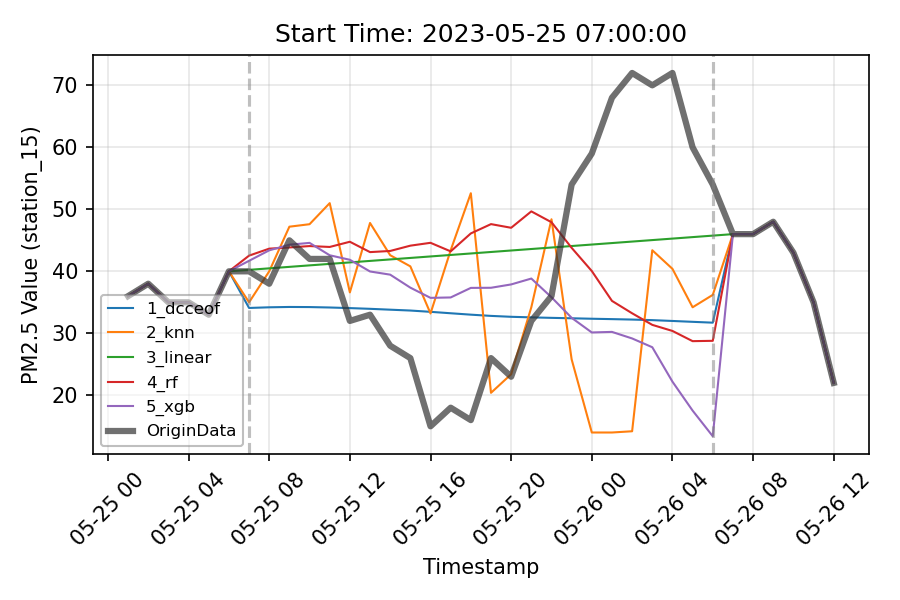 Start Time: 2023-05-25 07:00:00
PM2.5 Value (station_15)
70
60
50
40
30
20
1_dcceof
2_knn
3_linear
4_rf
5_xgb
OriginData
05-25 00
05-25 04
05-25 08
05-25 12
05-25 16
05-25 20
05-26 00
05-26 04
05-26 08
05-26 12
Timestamp